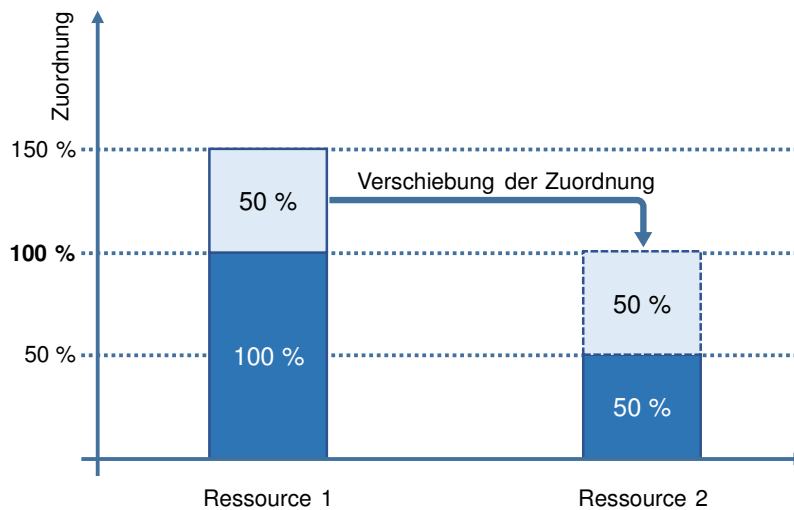 Zuordnung
150 %
50 %
Verschiebung der Zuordnung
100 %
50 %
50 %
100 %
50 %
Ressource 1
Ressource 2